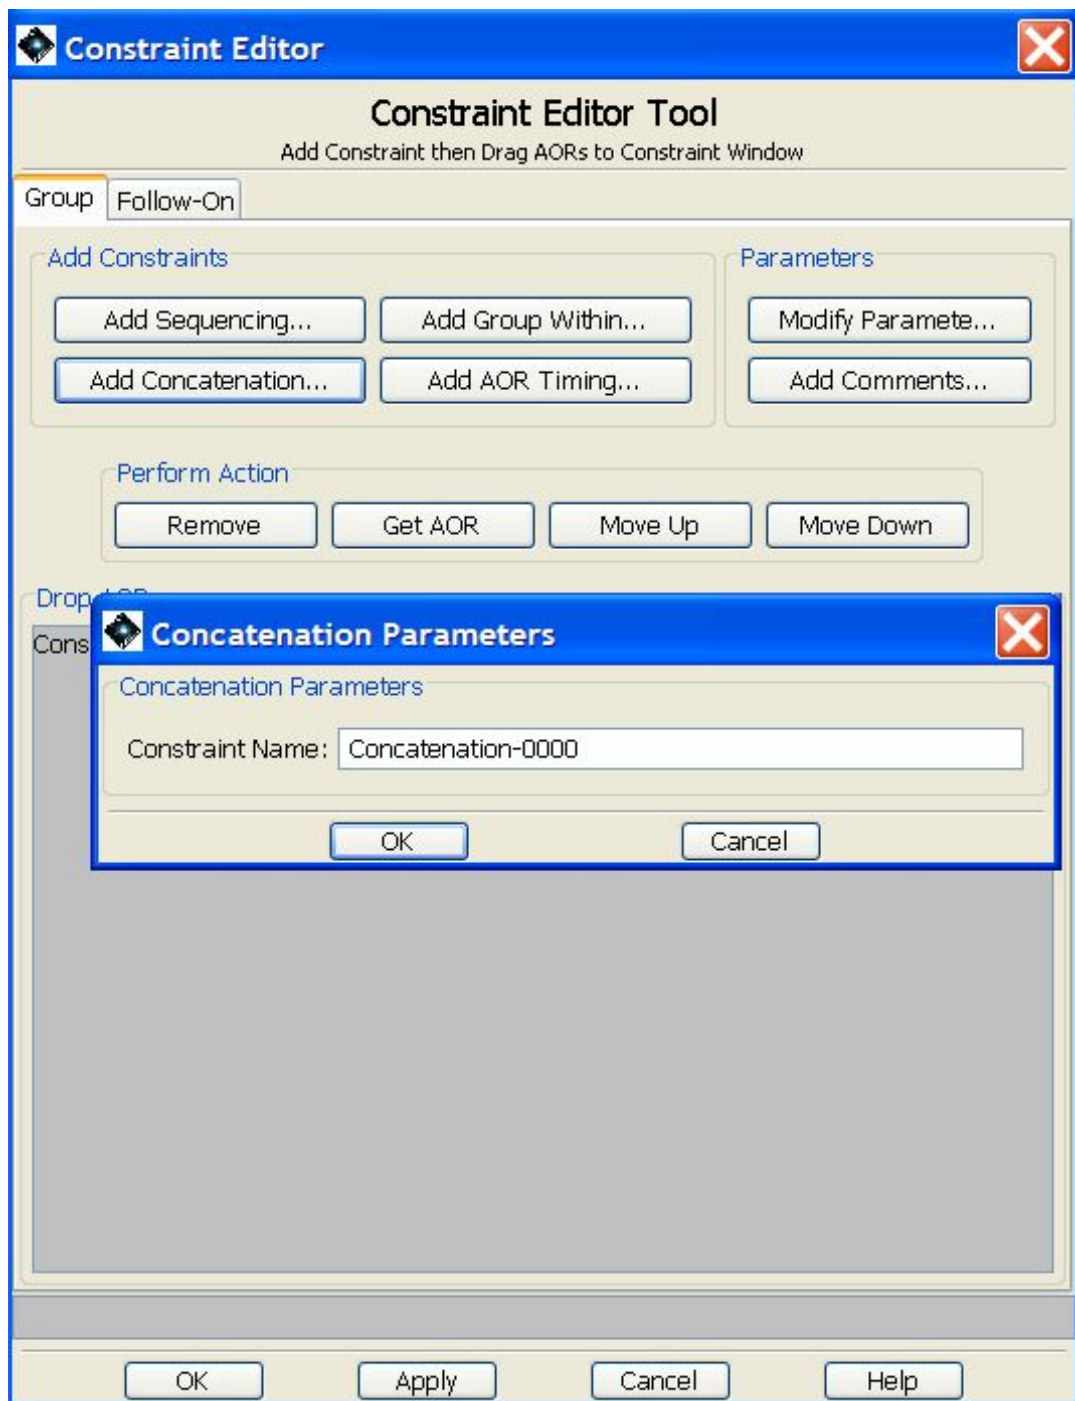 Constraint Editor
Constraint Editor Tool
Add Constraint then Drag AORs to Constraint Window
Group Follow-On
Add Constraints Parameters
Add Sequencing... Add Group Within... Modify Paramete...
Add Concatenation... Add AOR Timing... Add Comments...
Perform Action
Remove Get AOR Move Up Move Down
Drop
Cons
Concatenation Parameters
Concatenation Parameters
Constraint Name: Concatenation-0000
OK Cancel
OK Apply Cancel Help